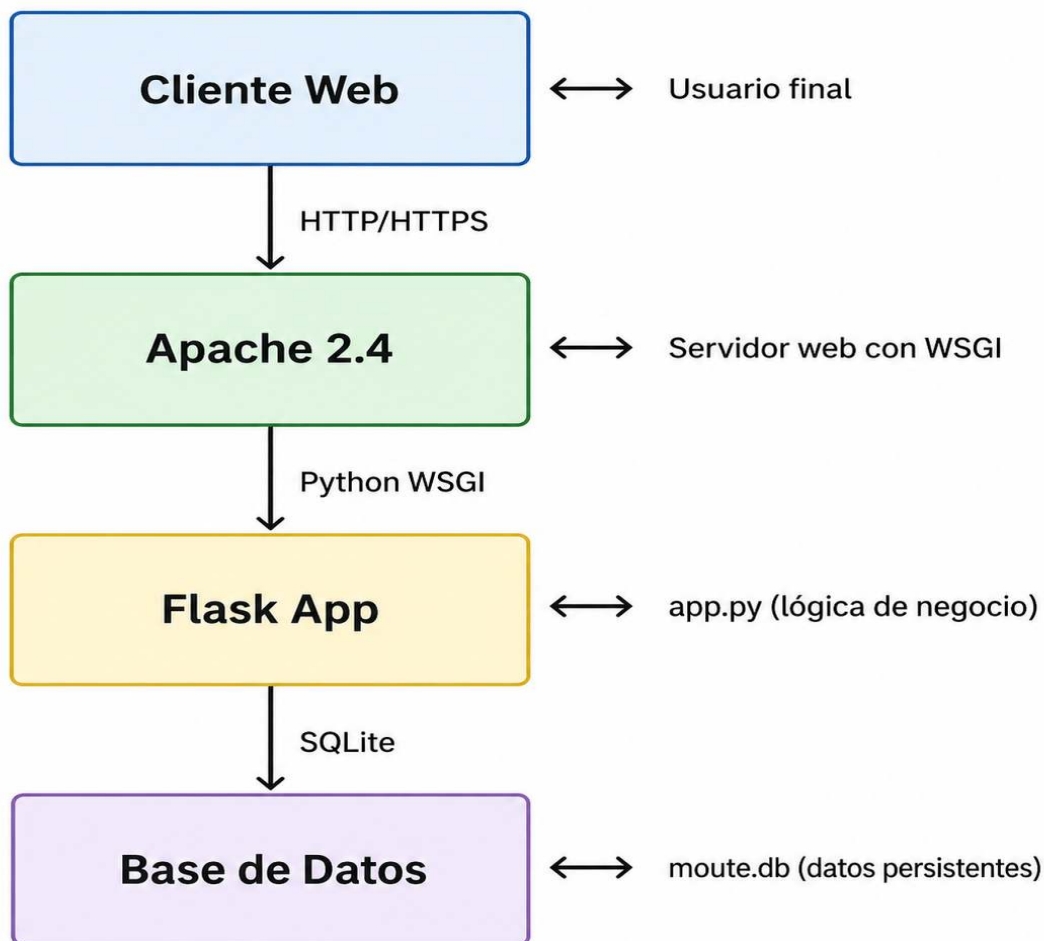 Cliente Web
Usuario final
HTTP/HTTPS
Apache 2.4
Servidor web con WSGI
Python WSGI
Flask App
app.py (lógica de negocio)
SQLite
Base de Datos
moute.db (datos persistentes)